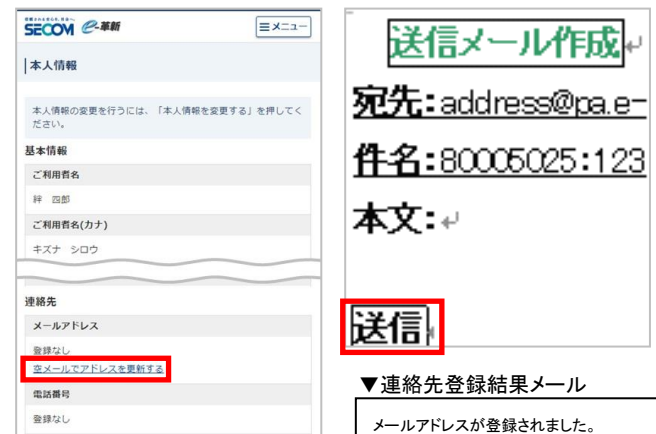 SECOM e-革新
メニュー
本人情報
本人情報の変更を行うには、「本人情報を変更する」を押してく
ださい。
基本情報
ご利用者名
絆 四郎
ご利用者名(カナ)
キズナ シロウ
連絡先
メールアドレス
登録なし
空メールでアドレスを更新する
電話番号
登録なし
送信メール作成↵
宛先:address@pa.e-
件名:80005025:123
本文:↵
送信
▼連絡先登録結果メール
メールアドレスが登録されました。